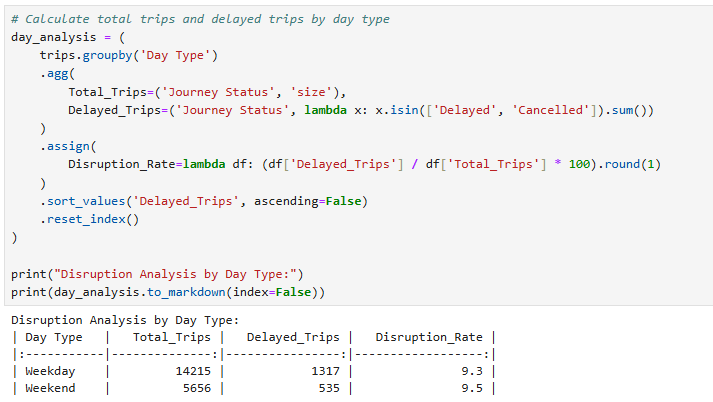 # Calculate total trips and delayed trips by day type
day_analysis = (
    trips.groupby('Day Type')
    .agg(
        Total_Trips=('Journey Status', 'size'),
        Delayed_Trips=('Journey Status', lambda x: x.isin(['Delayed', 'Cancelled']).sum())
    )
    .assign(
        Disruption_Rate=lambda df: (df['Delayed_Trips'] / df['Total_Trips'] * 100).round(1)
    )
    .sort_values('Delayed_Trips', ascending=False)
    .reset_index()
)

print("Disruption Analysis by Day Type:")
print(day_analysis.to_markdown(index=False))
Disruption Analysis by Day Type:
| Day Type   |   Total_Trips |   Delayed_Trips |   Disruption_Rate |
|:-----------|--------------:|----------------:|------------------:|
| Weekday    |         14215 |            1317 |               9.3 |
| Weekend    |          5656 |             535 |               9.5 |